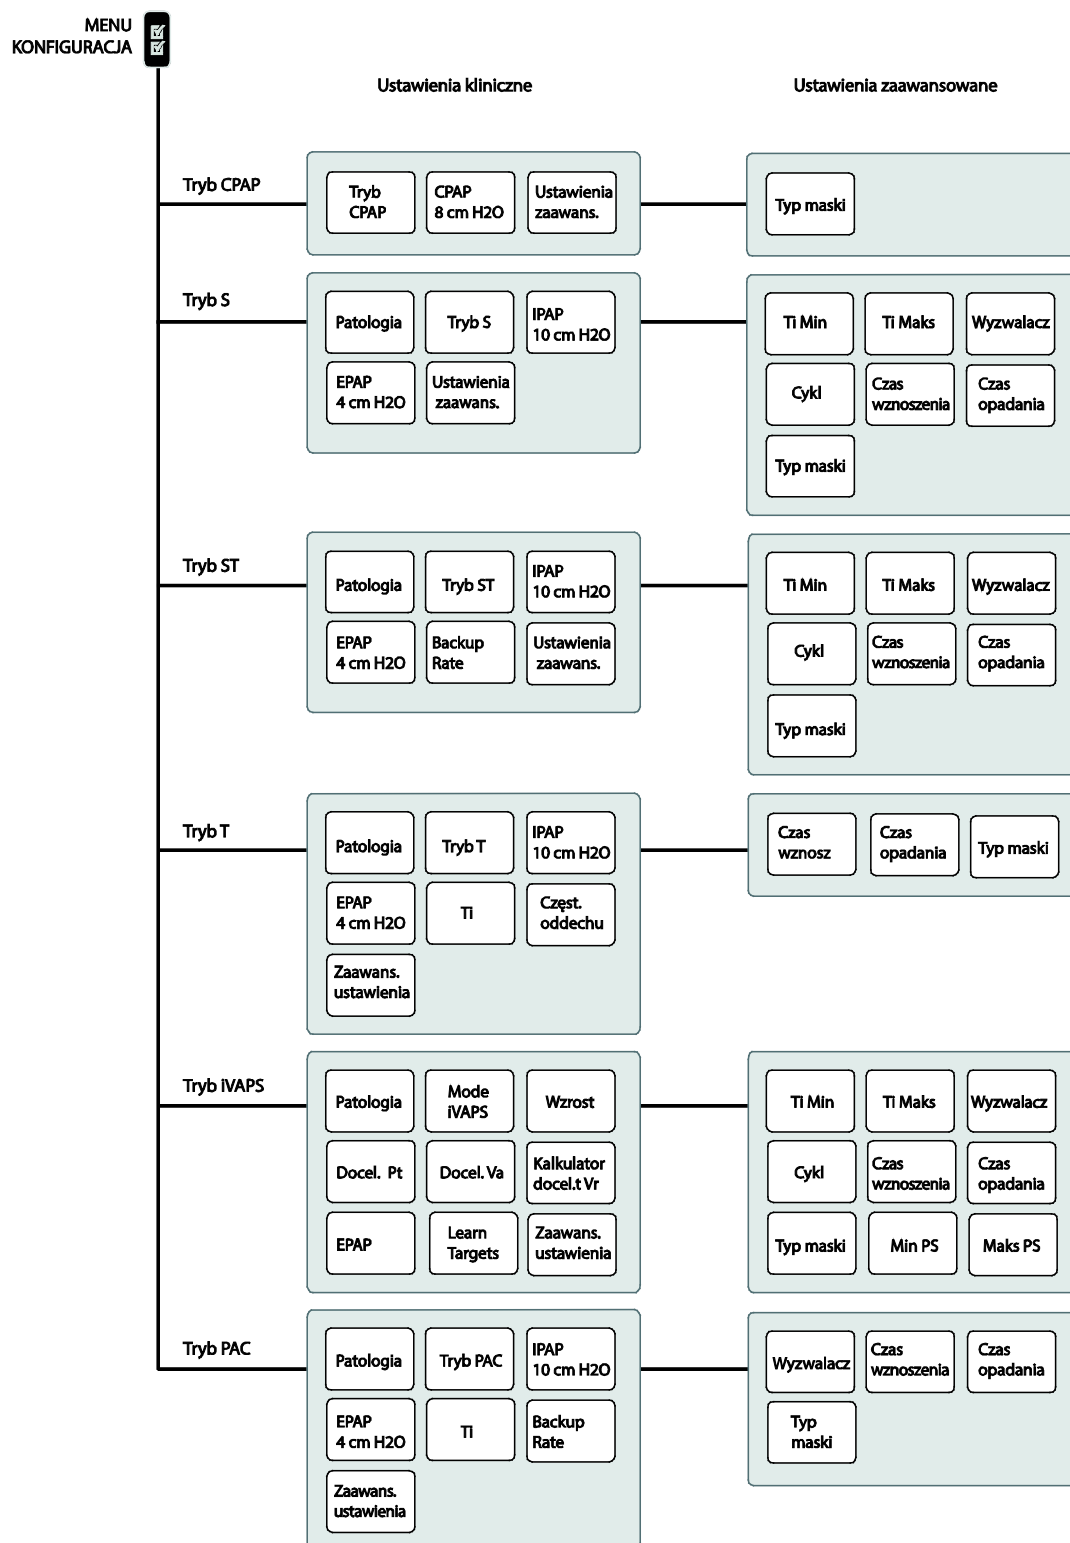 MENU
KONFIGURACJA
Ustawienia kliniczne
Ustawienia zaawansowane
Tryb CPAP
Tryb
CPAP
CPAP
8 cm H2O
Ustawienia
zaawans.
Typ maski
Tryb S
Patologia
Tryb S
IPAP
10 cm H2O
EPAP
4 cm H2O
Ustawienia
zaawans.
Ti Min
Ti Maks
Wyzwalacz
Cykl
Czas
wznoszenia
Czas
opadania
Typ maski
Tryb ST
Patologia
Tryb ST
IPAP
10 cm H2O
EPAP
4 cm H2O
Backup
Rate
Ustawienia
zaawans.
Ti Min
Ti Maks
Wyzwalacz
Cykl
Czas
wznoszenia
Czas
opadania
Typ maski
Tryb T
Patologia
Tryb T
IPAP
10 cm H2O
EPAP
4 cm H2O
Ti
Częst.
oddechu
Zaawans.
ustawienia
Czas
wznosz
Czas
opadania
Typ maski
Tryb iVAPS
Patologia
Mode
iVAPS
Wzrost
Docel. Pt
Docel. Va
Kalkulator
docel.t Vr
EPAP
Learn
Targets
Zaawans.
ustawienia
Ti Min
Ti Maks
Wyzwalacz
Cykl
Czas
wznoszenia
Czas
opadania
Typ maski
Min PS
Maks PS
Tryb PAC
Patologia
Tryb PAC
IPAP
10 cm H2O
EPAP
4 cm H2O
Ti
Backup
Rate
Zaawans.
ustawienia
Wyzwalacz
Czas
wznoszenia
Czas
opadania
Typ
maski